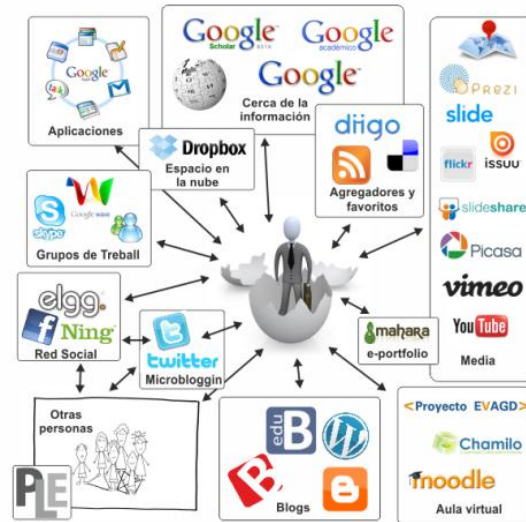 Google
Aplicaciones
Google
Scholar BETA
Google
académico
Google
Cerca de la
información
Dropbox
Espacio en
la nube
diigo
Agregadores y
favoritos
PREZI
slide
flickr
issuu
slideshare
Picasa
vimeo
YouTube
Media
Google wave
skype
Grupos de Treball
elgg
f Ning
Red Social
t
twitter
Microbloggin
mahara
e-portfolio
Otras
personas
PLE
edu
B
W
B
B
Blogs
<Proyecto EVAGD>
Chamilo
moodle
Aula virtual